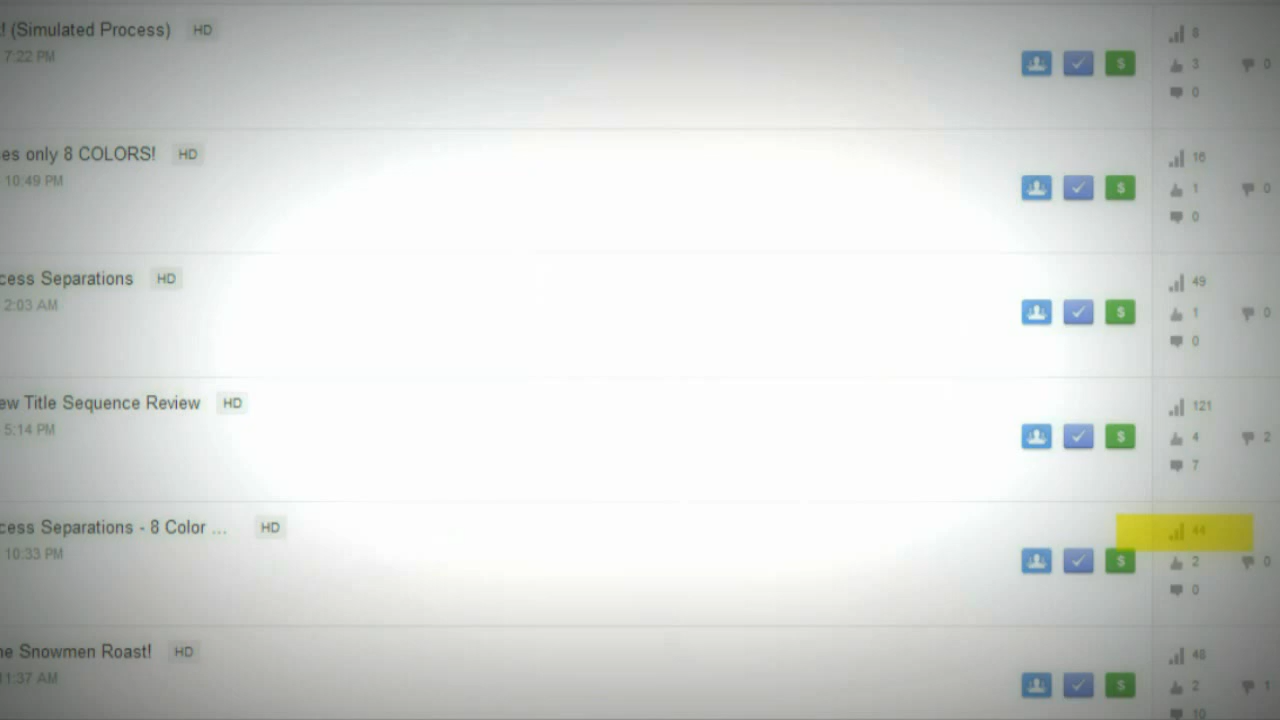 ! (Simulated Process) HD 8
7:22 PM $ 3 0
0
es only 8 COLORS! HD 16
10:49 PM $ 1 0
0
cess Separations HD 49
2:03 AM $ 1 0
0
ew Title Sequence Review HD 121
5:14 PM $ 4 2
7
cess Separations - 8 Color ... HD 44
10:33 PM $ 2 0
0
ne Snowmen Roast! HD 48
11:37 AM $ 2 1
10